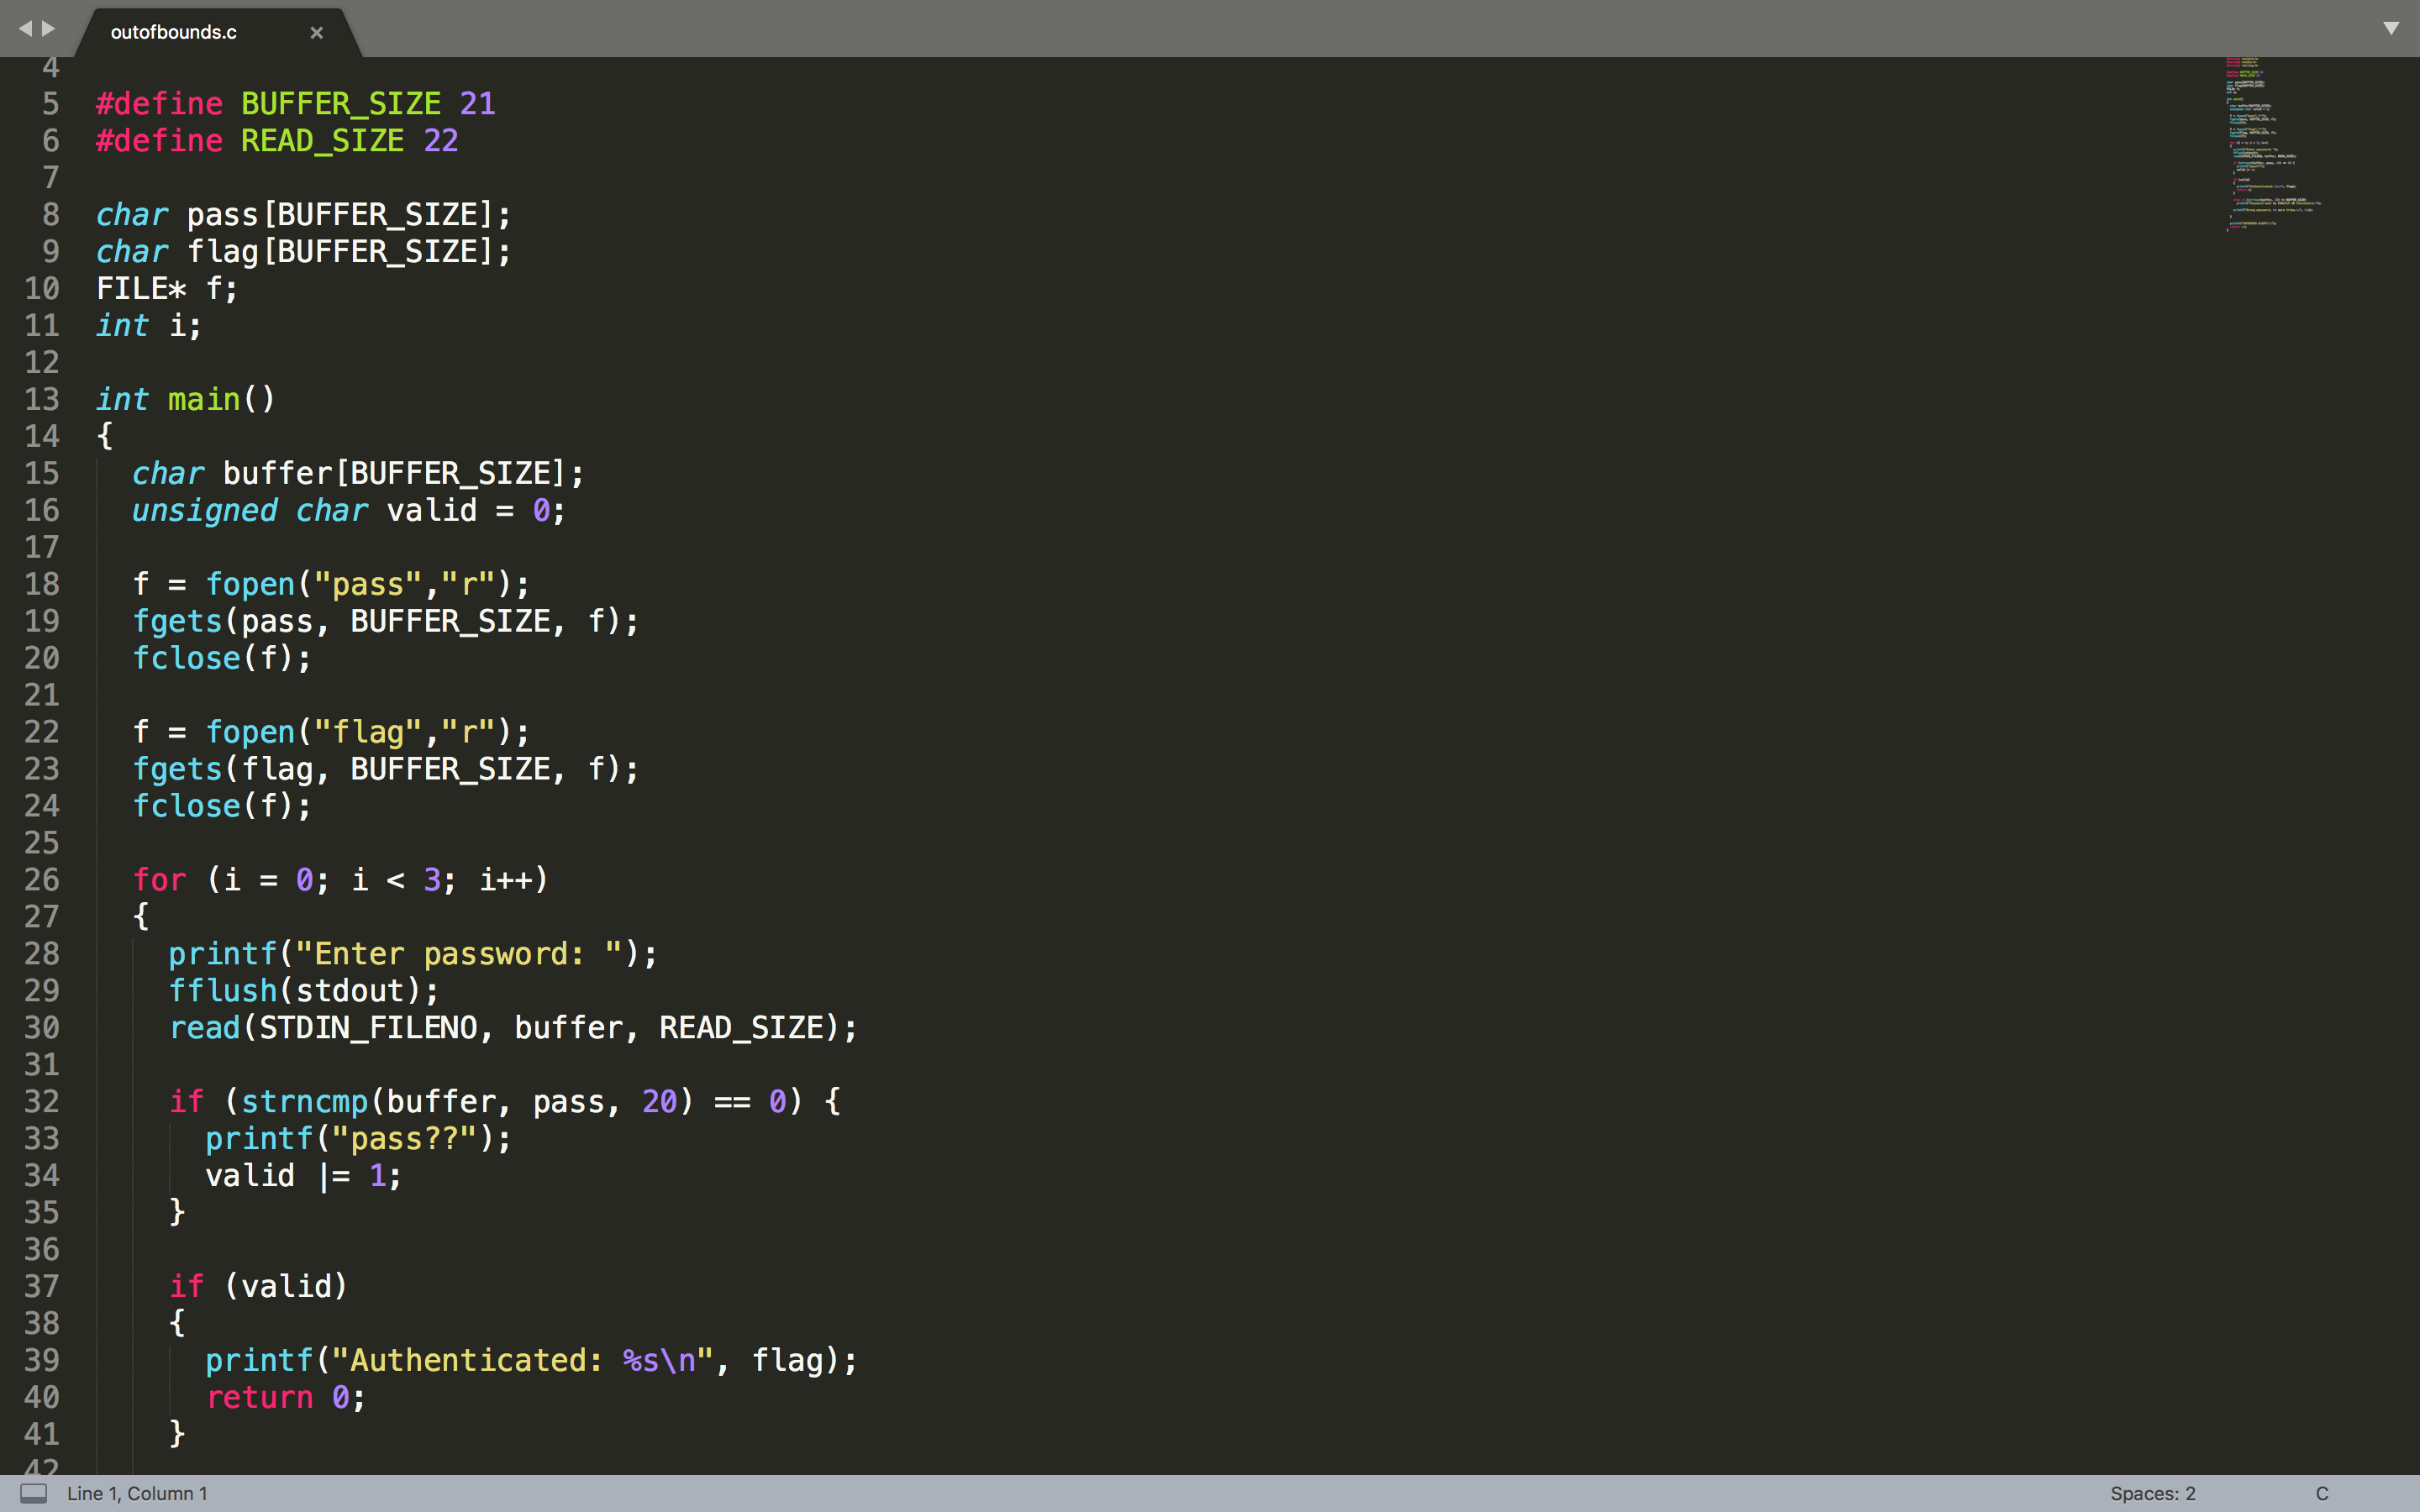 outofbounds.c ×
4
5 #define BUFFER_SIZE 21
6 #define READ_SIZE 22
7
8 char pass[BUFFER_SIZE];
9 char flag[BUFFER_SIZE];
10 FILE* f;
11 int i;
12
13 int main()
14 {
15   char buffer[BUFFER_SIZE];
16   unsigned char valid = 0;
17
18   f = fopen("pass","r");
19   fgets(pass, BUFFER_SIZE, f);
20   fclose(f);
21
22   f = fopen("flag","r");
23   fgets(flag, BUFFER_SIZE, f);
24   fclose(f);
25
26   for (i = 0; i < 3; i++)
27   {
28     printf("Enter password: ");
29     fflush(stdout);
30     read(STDIN_FILENO, buffer, READ_SIZE);
31
32     if (strncmp(buffer, pass, 20) == 0) {
33       printf("pass??");
34       valid |= 1;
35     }
36
37     if (valid)
38     {
39       printf("Authenticated: %s\n", flag);
40       return 0;
41     }
42
Line 1, Column 1
Spaces: 2
C